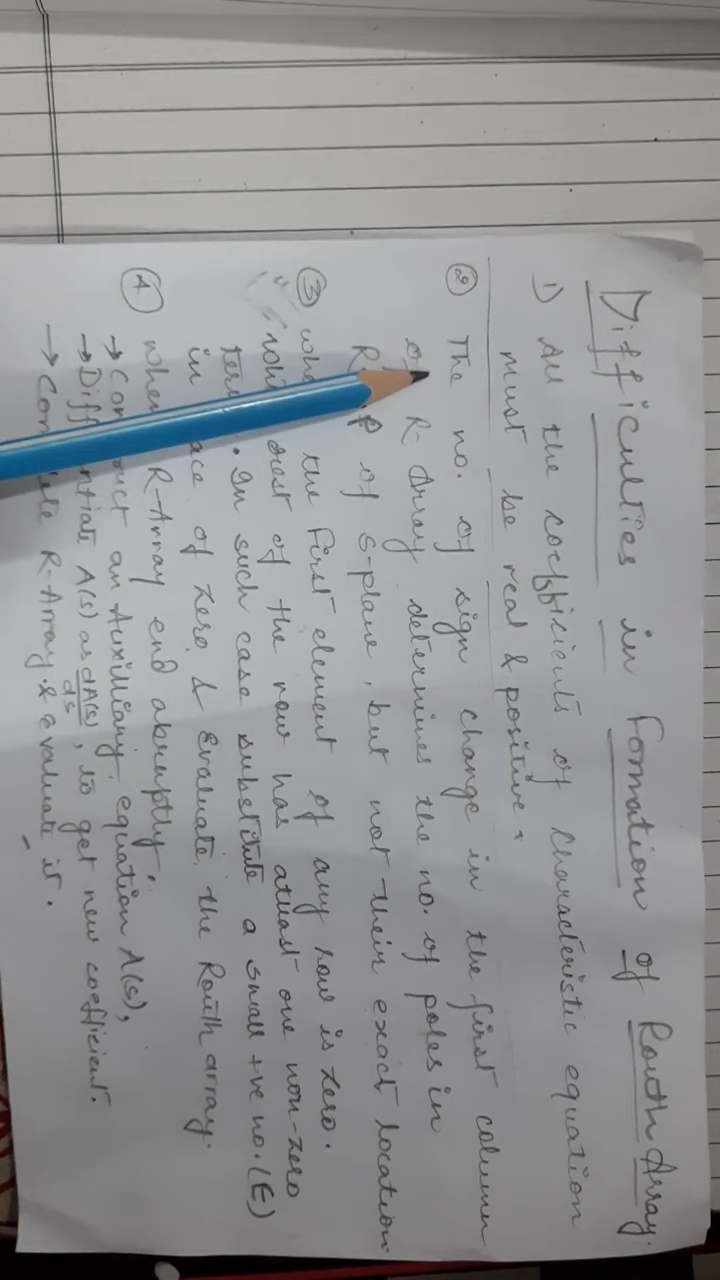 Difficulties in formation of Routh Array.
1) All the coefficients of characteristic equation
must be real & positive.
2 The no. of sign change in the first column
of R Array determines the no. of poles in
of s-plane, but not their exact location
3 the first element of any row is zero.
rest of the row has atleast one non-zero
In such case substitute a small +ve no. (E)
in of zero & Evaluate the Routh array.
4 When R-Array end abruptly,
→ an Auxilliary equation A(s),
→ A(s) as dA(s)/ds, to get new coefficient.
→ R-Array & evaluate it.